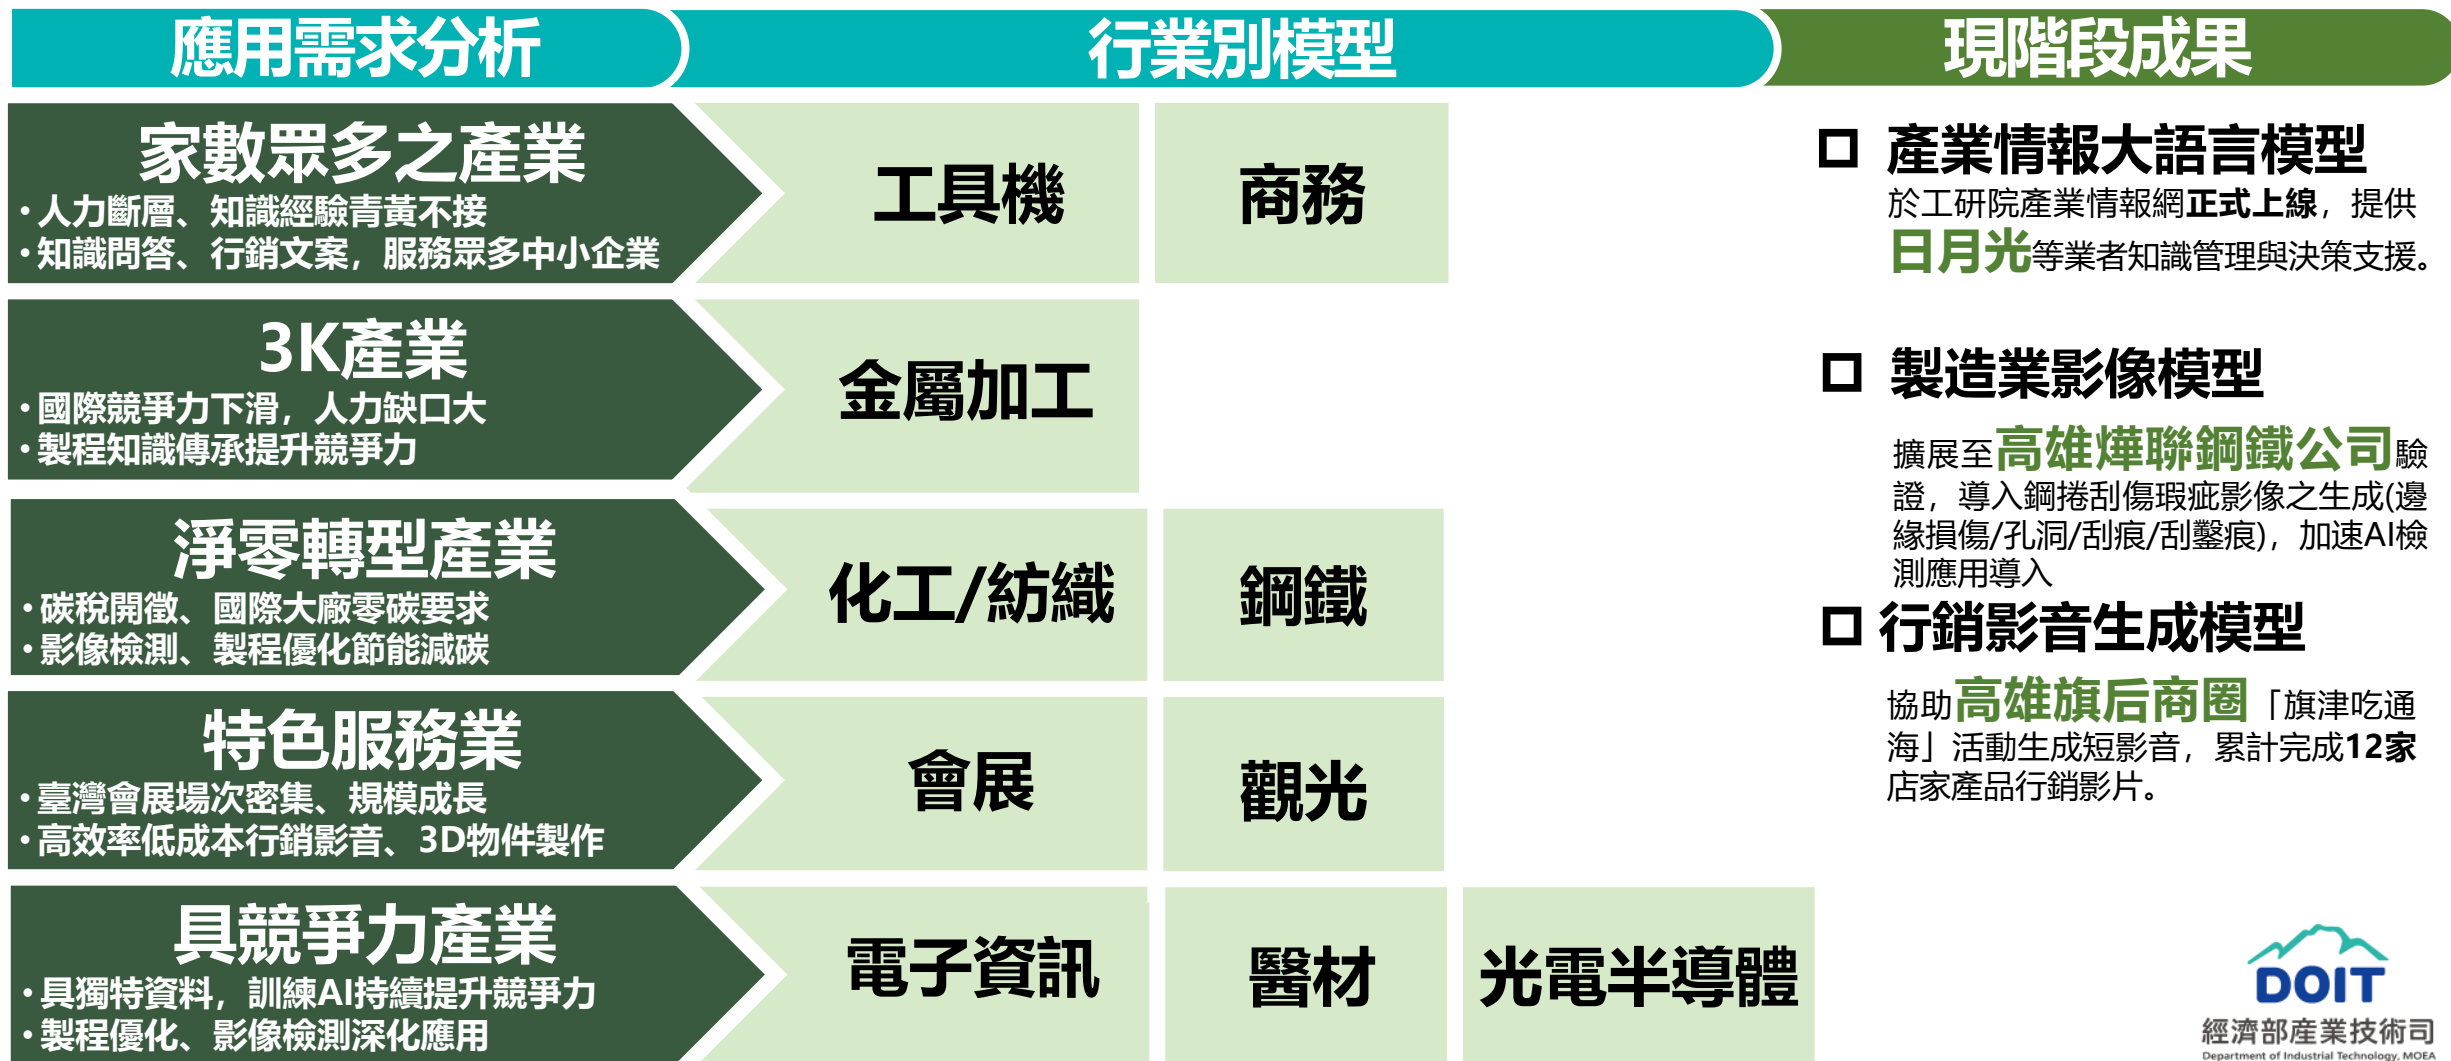 應用需求分析
行業別模型
現階段成果
家數眾多之產業
•人力斷層、知識經驗青黃不接
•知識問答、行銷文案，服務眾多中小企業
工具機
商務
3K產業
•國際競爭力下滑，人力缺口大
•製程知識傳承提升競爭力
金屬加工
淨零轉型產業
•碳稅開徵、國際大廠零碳要求
•影像檢測、製程優化節能減碳
化工/紡織
鋼鐵
特色服務業
•臺灣會展場次密集、規模成長
•高效率低成本行銷影音、3D物件製作
會展
觀光
具競爭力產業
•具獨特資料，訓練AI持續提升競爭力
•製程優化、影像檢測深化應用
電子資訊
醫材
光電半導體
產業情報大語言模型
於工研院產業情報網正式上線，提供
日月光等業者知識管理與決策支援。
製造業影像模型
擴展至高雄燁聯鋼鐵公司驗
證，導入鋼捲刮傷瑕疵影像之生成(邊
緣損傷/孔洞/刮痕/刮鑿痕)，加速AI檢
測應用導入
行銷影音生成模型
協助高雄旗后商圈「旗津吃通
海」活動生成短影音，累計完成12家
店家產品行銷影片。
DOIT
經濟部產業技術司
Department of Industrial Technology, MOEA